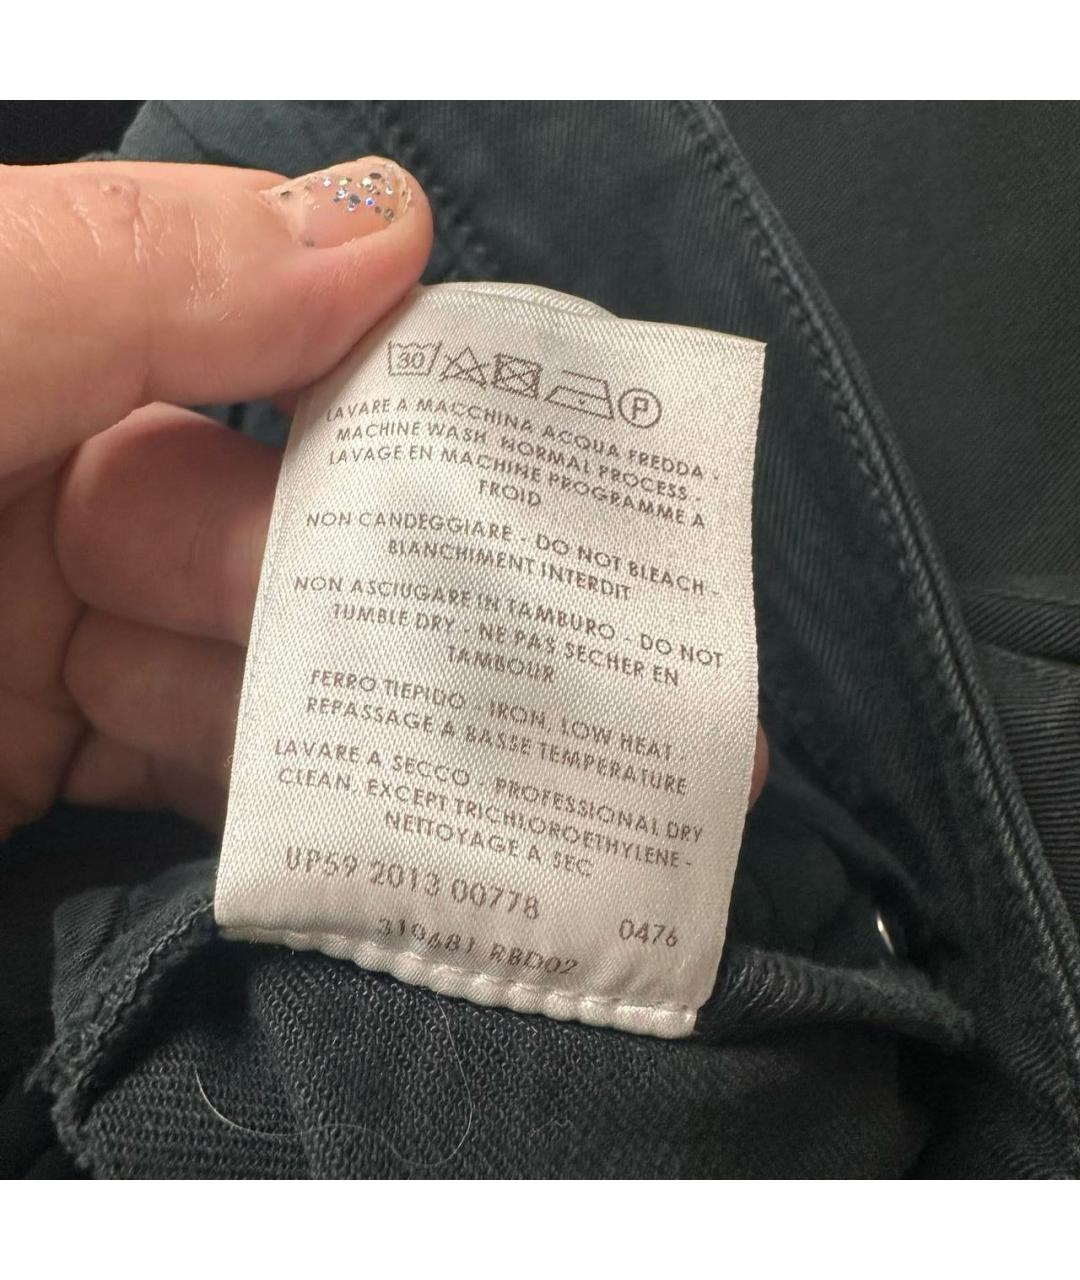 30 P
LAVARE A MACCHINA ACQUA FREDDA -
MACHINE WASH NORMAL PROCESS -
LAVAGE EN MACHINE PROGRAMME A
FROID
NON CANDEGGIARE - DO NOT BLEACH -
BLANCHIMENT INTERDIT
NON ASCIUGARE IN TAMBURO - DO NOT
TUMBLE DRY - NE PAS SECHER EN
TAMBOUR
FERRO TIEPIDO - IRON, LOW HEAT -
REPASSAGE A BASSE TEMPERATURE
LAVARE A SECCO - PROFESSIONAL DRY
CLEAN, EXCEPT TRICHLOROETHYLENE -
NETTOYAGE A SEC
UP59 2013 00778
0476
319681 RBD02